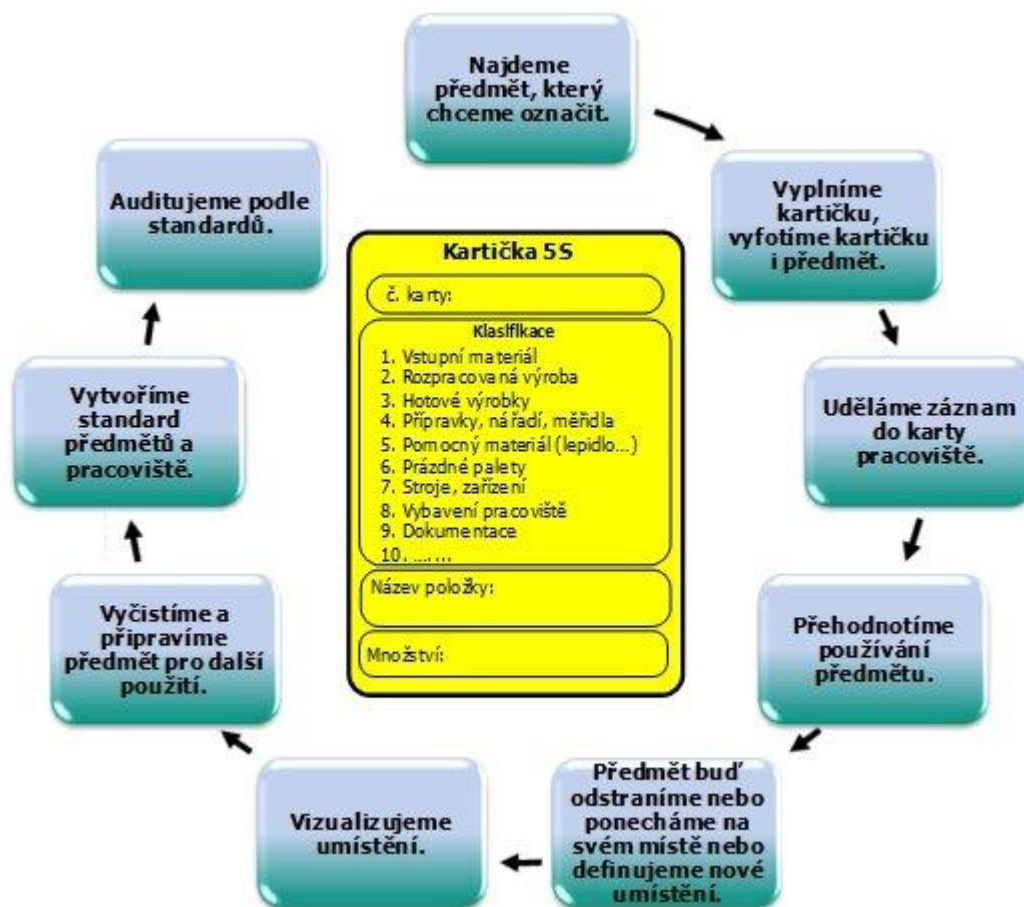 Najdeme
předmět, který
chceme označit.
Vyplníme
kartičku,
vyfotíme kartičku
i předmět.
Uděláme záznam
do karty
pracoviště.
Přehodnotíme
používání
předmětu.
Předmět buď
odstraníme nebo
ponecháme na
svém místě nebo
definujeme nové
umístění.
Vizualizujeme
umístění.
Vyčistíme a
připravíme
předmět pro další
použití.
Vytvoříme
standard
předmětů a
pracoviště.
Auditujeme podle
standardů.
Kartička 5S
č. karty:
Klasifikace
1. Vstupní materiál
2. Rozpracovaná výroba
3. Hotové výrobky
4. Přípravky, nářadí, měřidla
5. Pomocný materiál (lepidlo...)
6. Prázdné palety
7. Stroje, zařízení
8. Vybavení pracoviště
9. Dokumentace
10. .......
Název položky:
Množství: